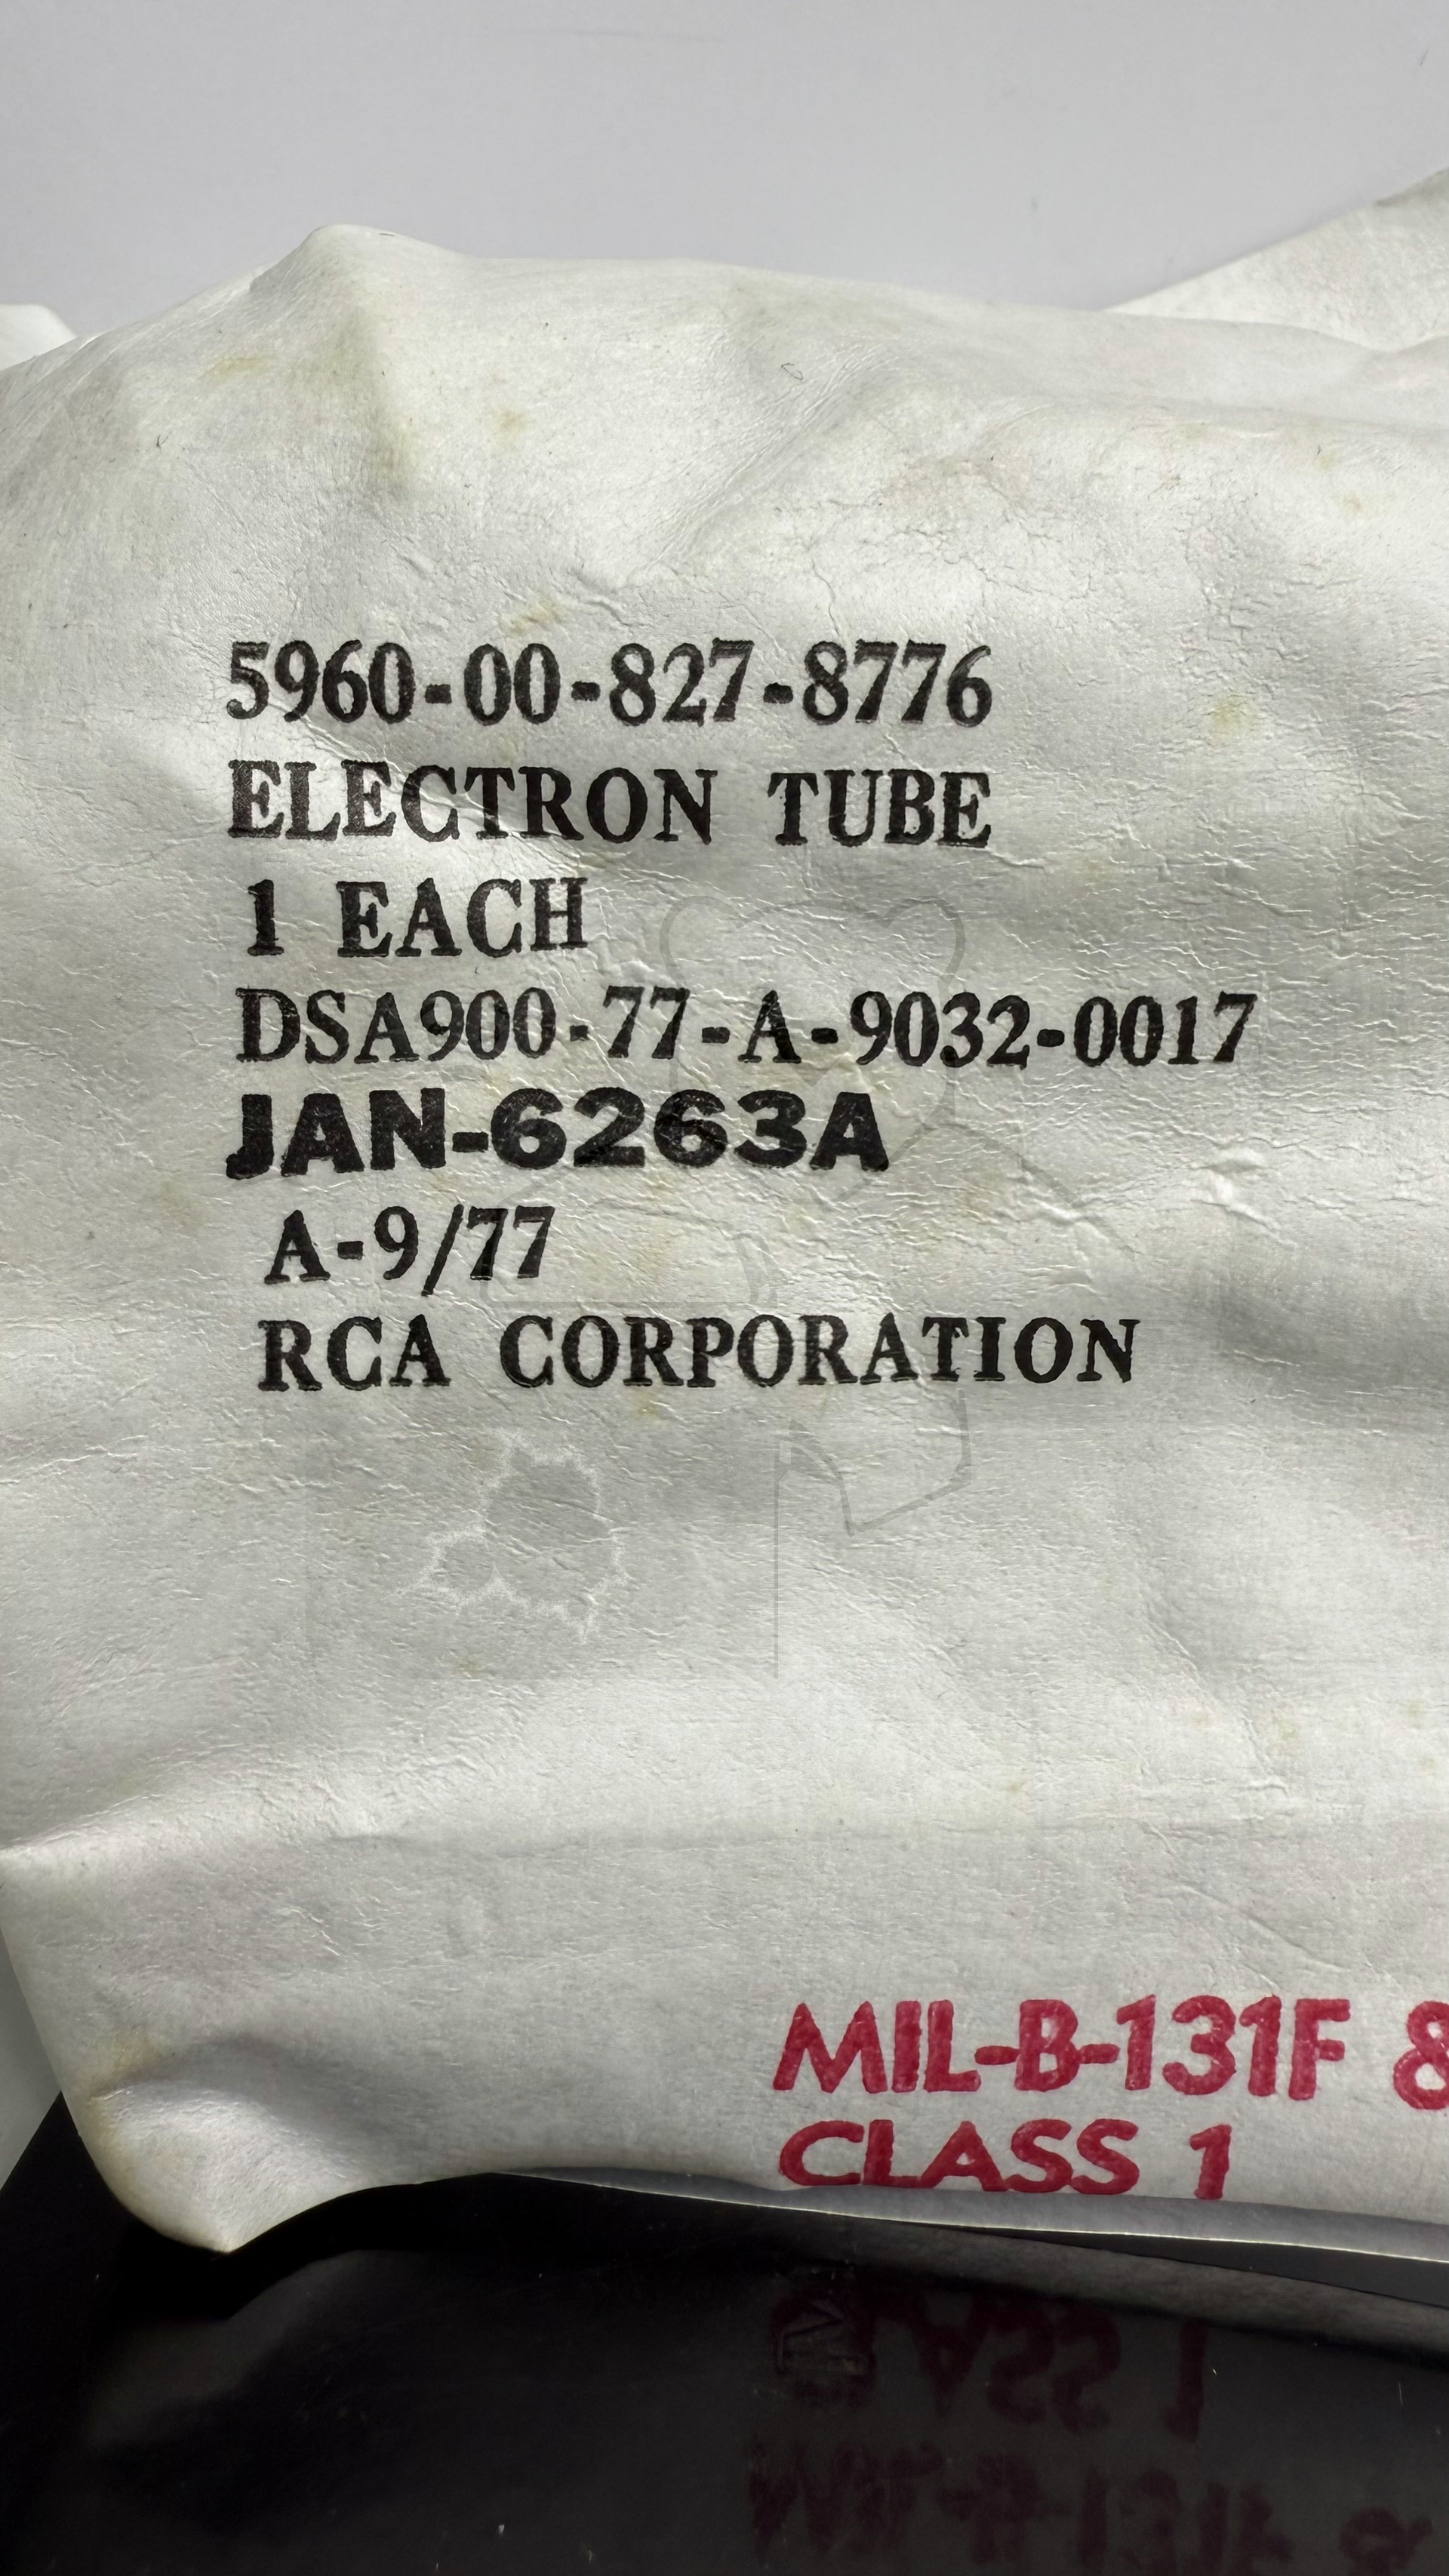 5960-00-827-8776
ELECTRON TUBE
1 EACH
DSA900-77-A-9032-0017
JAN-6263A
A-9/77
RCA CORPORATION
MIL-B-131F &
CLASS 1